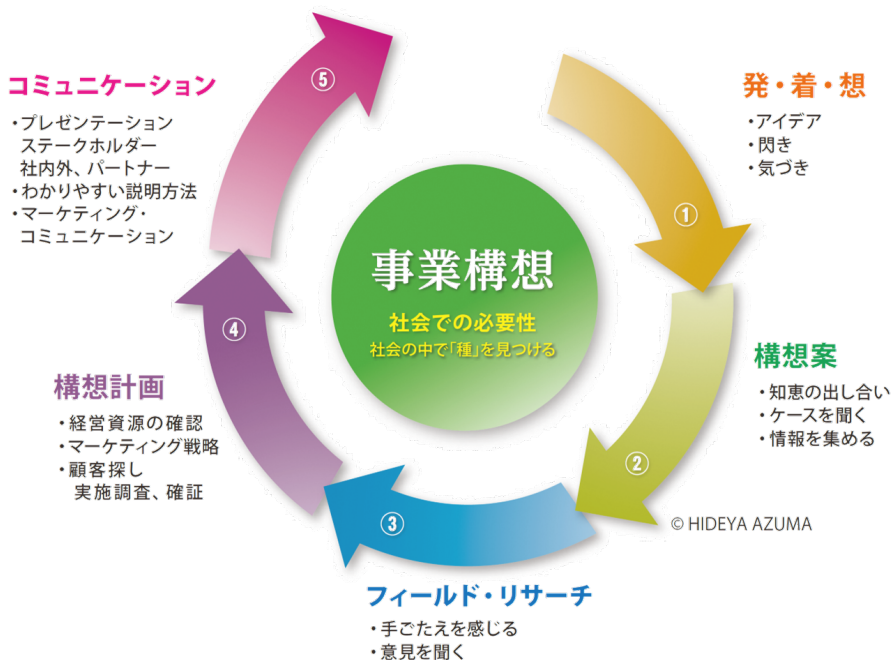 事業構想
社会での必要性
社会の中で「種」を見つける
①
発・着・想
・アイデア
・閃き
・気づき
②
構想案
・知恵の出し合い
・ケースを聞く
・情報を集める
③
フィールド・リサーチ
・手ごたえを感じる
・意見を聞く
④
構想計画
・経営資源の確認
・マーケティング戦略
・顧客探し
実施調査、確証
⑤
コミュニケーション
・プレゼンテーション
ステークホルダー
社内外、パートナー
・わかりやすい説明方法
・マーケティング・
コミュニケーション
© HIDEYA AZUMA